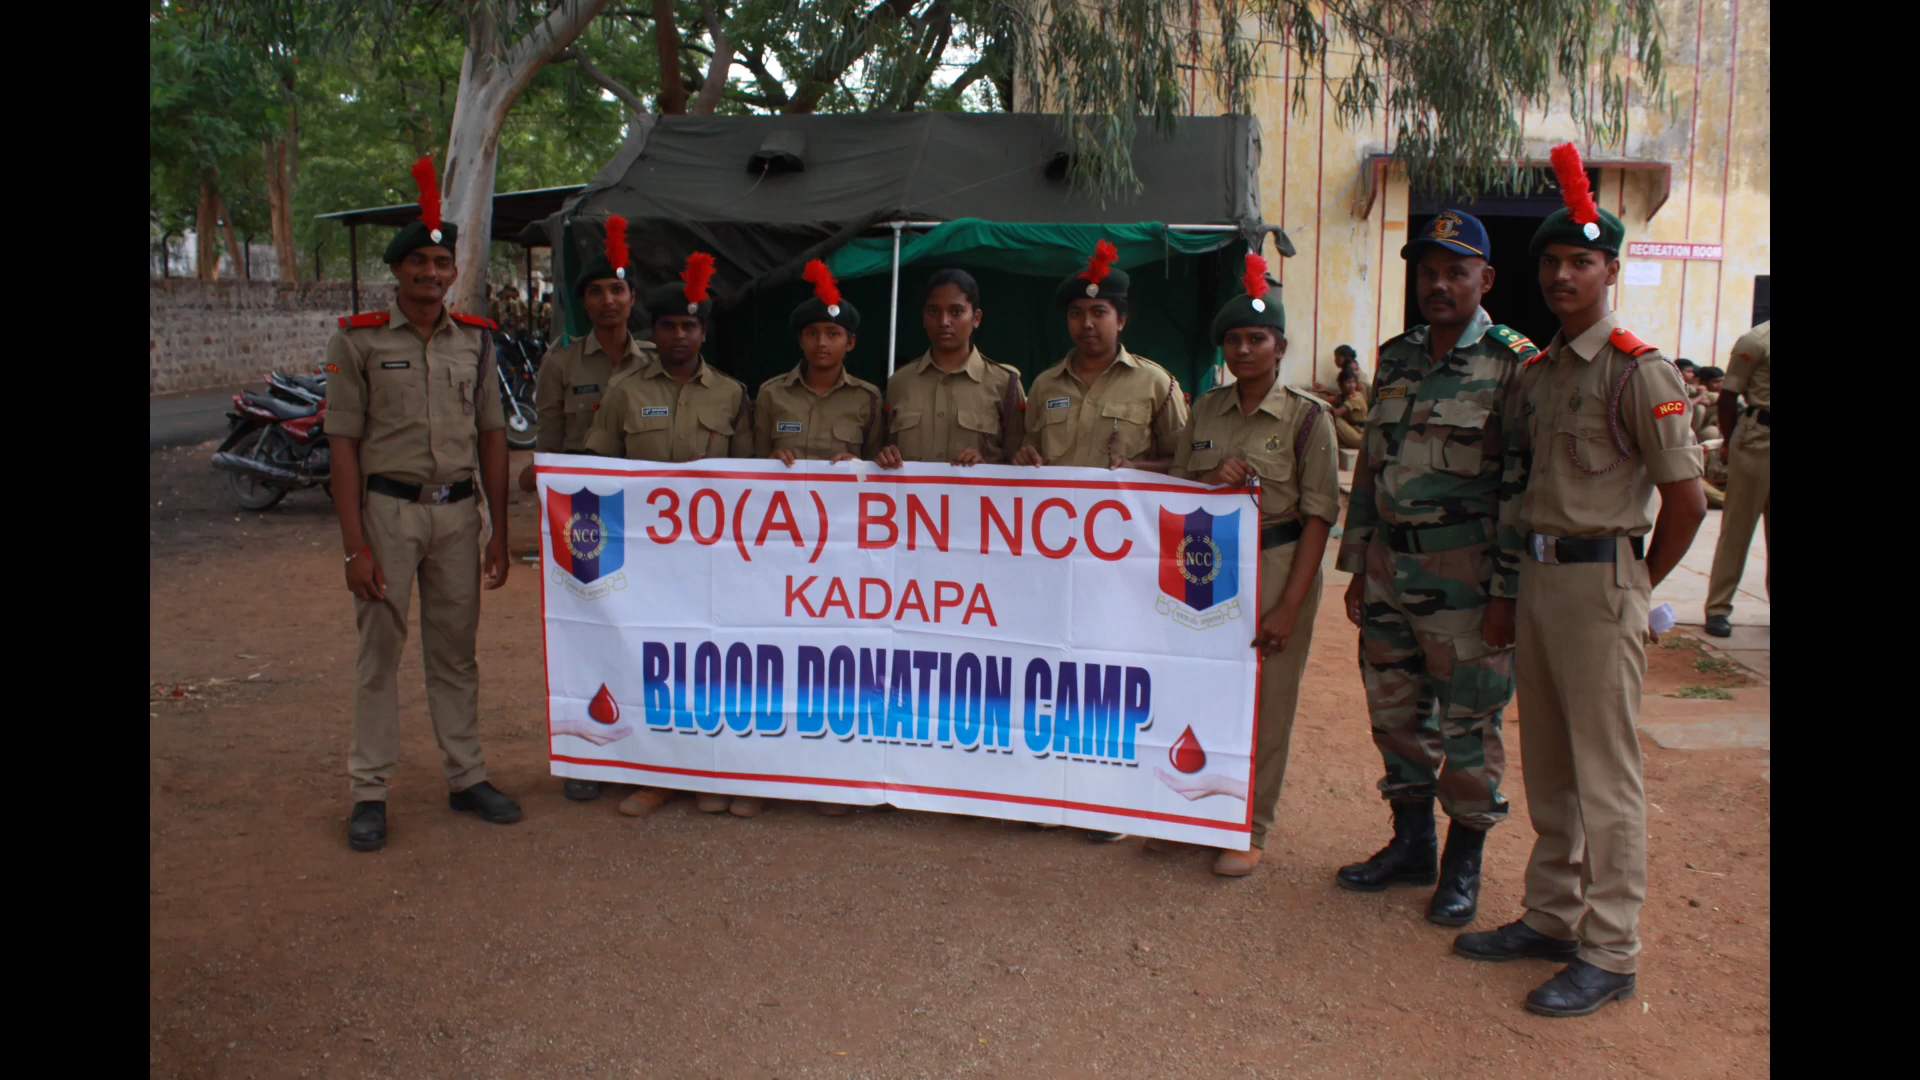 RECREATION ROOM
NCC
30(A) BN NCC
KADAPA
BLOOD DONATION CAMP
NCC
NCC